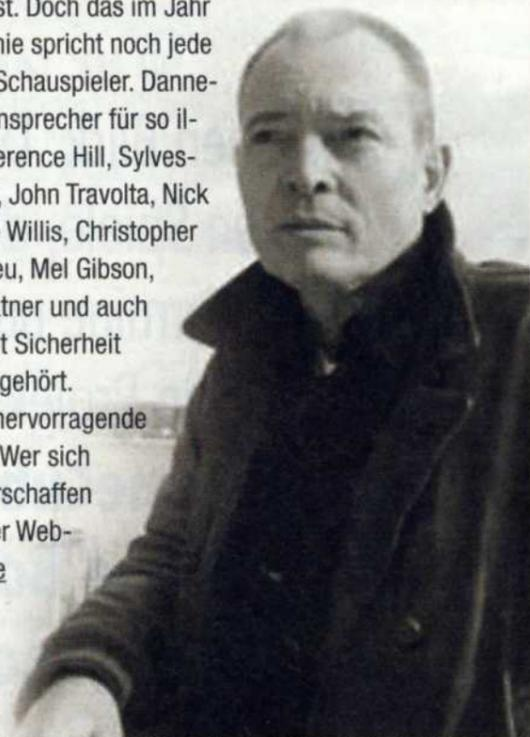 st. Doch das im Jahr
nie spricht noch jede
Schauspieler. Danne-
nsprecher für so il-
erence Hill, Sylves-
, John Travolta, Nick
Willis, Christopher
eu, Mel Gibson,
tner und auch
t Sicherheit
gehört.
hervorragende
Wer sich
rschaffen
r Web-
e